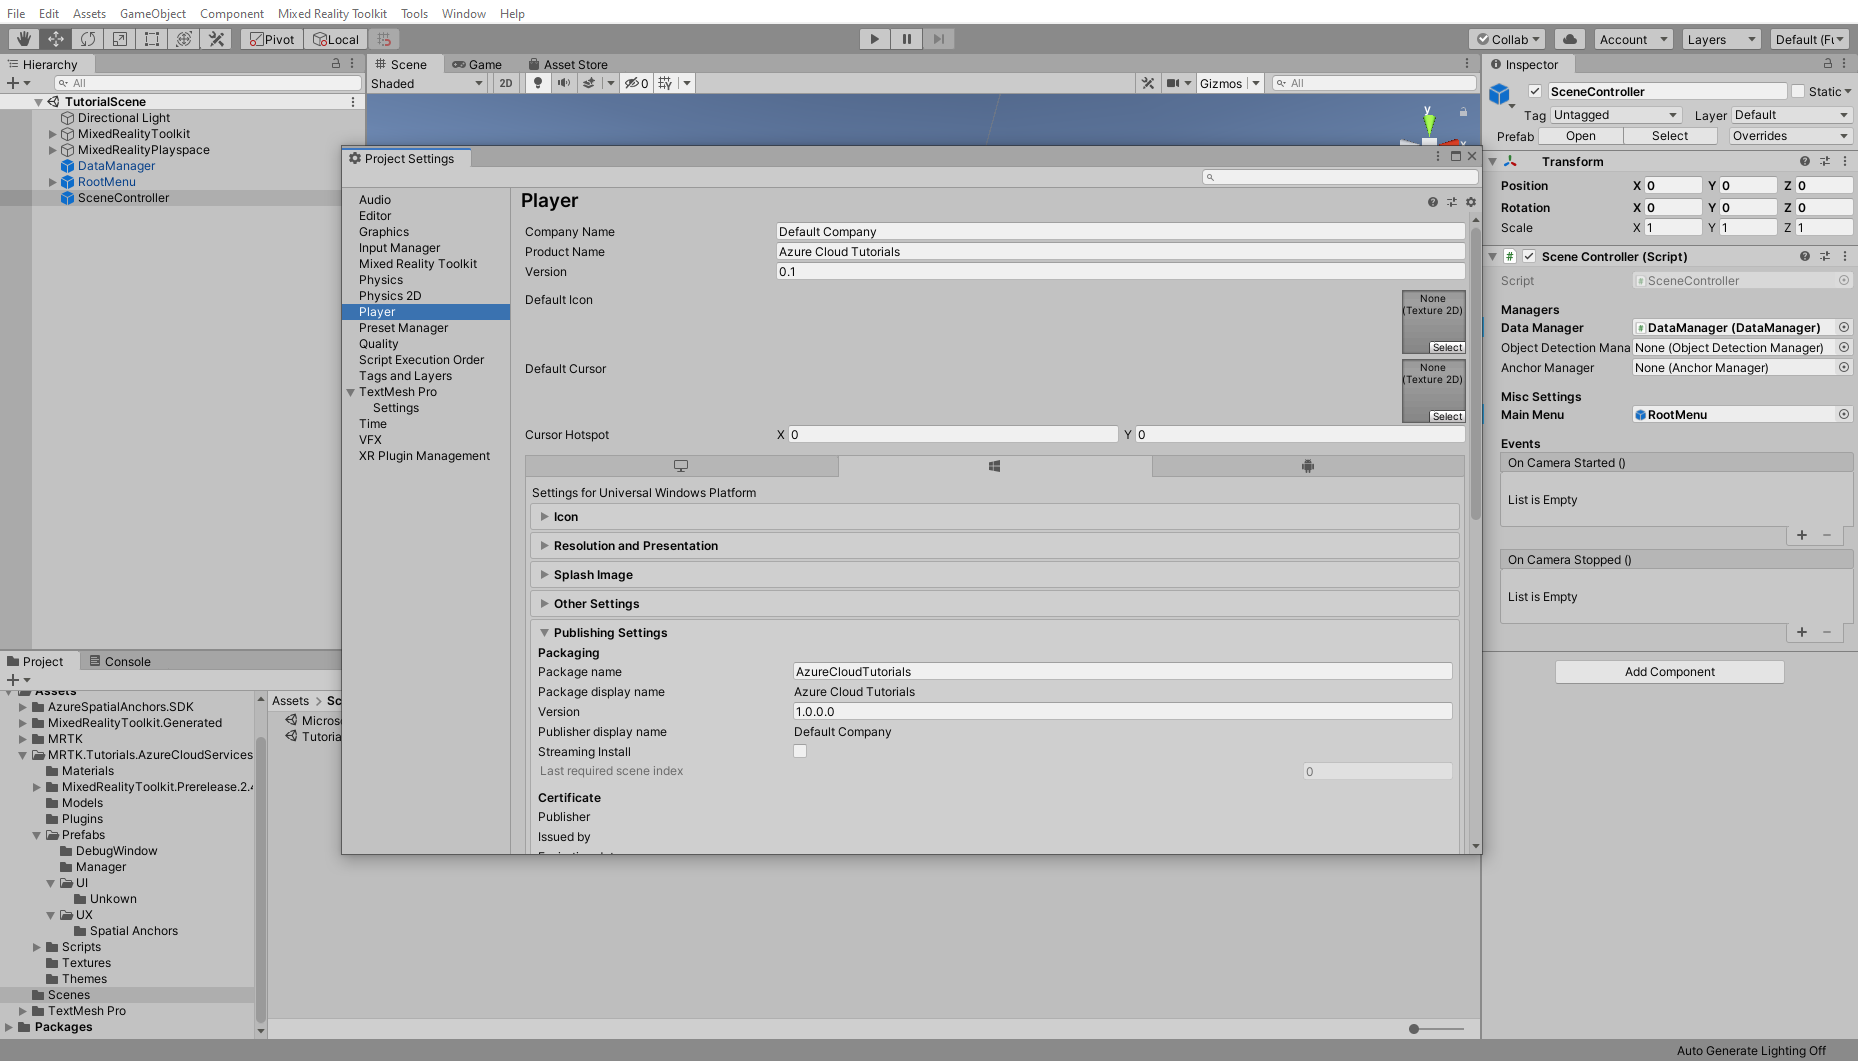 File Edit Assets GameObject Component Mixed Reality Toolkit Tools Window Help
Pivot Local Collab Account Layers Default (Fu
Hierarchy
All
TutorialScene
Directional Light
MixedRealityToolkit
MixedRealityPlayspace
DataManager
RootMenu
SceneController
Scene Game Asset Store
Shaded 2D 0 Gizmos All
y
Project Settings
Audio
Editor
Graphics
Input Manager
Mixed Reality Toolkit
Physics
Physics 2D
Player
Preset Manager
Quality
Script Execution Order
Tags and Layers
TextMesh Pro
Settings
Time
VFX
XR Plugin Management
Player
Company Name Default Company
Product Name Azure Cloud Tutorials
Version 0.1
Default Icon
None
(Texture 2D)
Select
Default Cursor
None
(Texture 2D)
Select
Cursor Hotspot X 0 Y 0
Settings for Universal Windows Platform
Icon
Resolution and Presentation
Splash Image
Other Settings
Publishing Settings
Packaging
Package name AzureCloudTutorials
Package display name Azure Cloud Tutorials
Version 1.0.0.0
Publisher display name Default Company
Streaming Install
Last required scene index 0
Certificate
Publisher
Issued by
Inspector
SceneController Static
Tag Untagged Layer Default
Prefab Open Select Overrides
Transform
Position X 0 Y 0 Z 0
Rotation X 0 Y 0 Z 0
Scale X 1 Y 1 Z 1
# Scene Controller (Script)
Script SceneController
Managers
Data Manager DataManager (DataManager)
Object Detection Mana None (Object Detection Manager)
Anchor Manager None (Anchor Manager)
Misc Settings
Main Menu RootMenu
Events
On Camera Started ()
List is Empty
+ −
On Camera Stopped ()
List is Empty
+ −
Add Component
Project Console
Assets
AzureSpatialAnchors.SDK
MixedRealityToolkit.Generated
MRTK
MRTK.Tutorials.AzureCloudServices
Materials
MixedRealityToolkit.Prerelease.2.4
Models
Plugins
Prefabs
DebugWindow
Manager
UI
Unkown
UX
Spatial Anchors
Scripts
Textures
Themes
Scenes
TextMesh Pro
Packages
Assets > Sc
Micros
Tutoria
Auto Generate Lighting Off